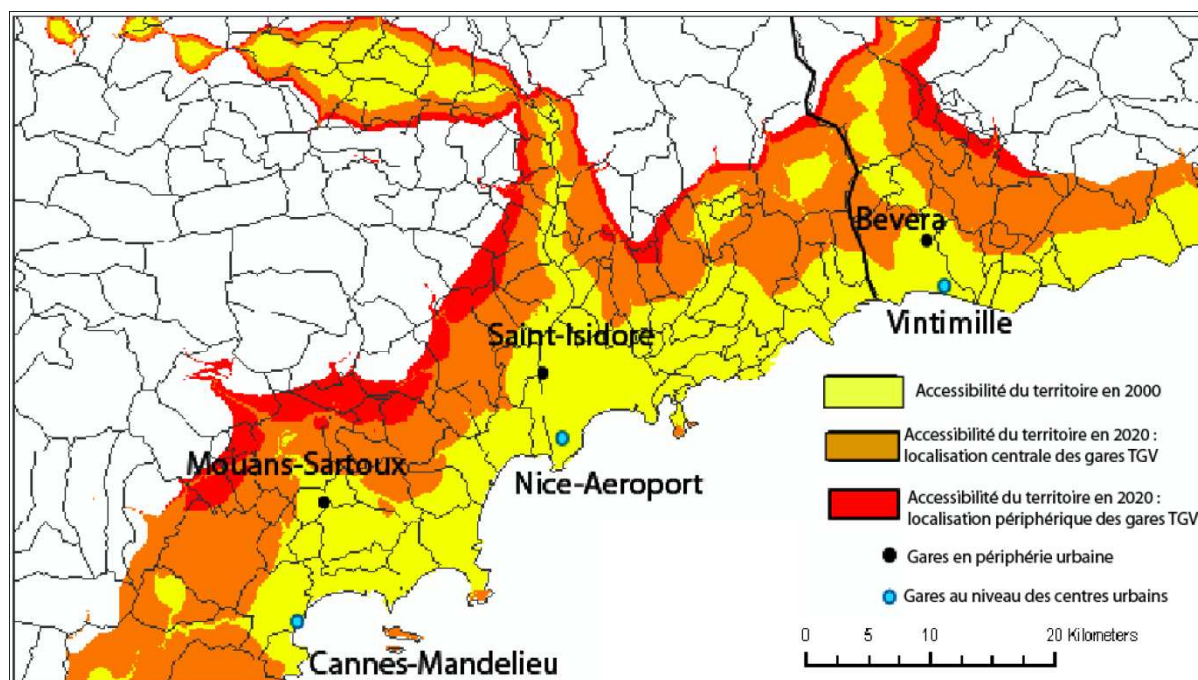 Bevera
Vintimille
Saint-Isidore
Nice-Aeroport
Mouans-Sartoux
Cannes-Mandelieu
Accessibilité du territoire en 2000
Accessibilité du territoire en 2020 :
localisation centrale des gares TGV
Accessibilité du territoire en 2020 :
localisation périphérique des gares TGV
Gares en périphérie urbaine
Gares au niveau des centres urbains
0 5 10 20 Kilometers